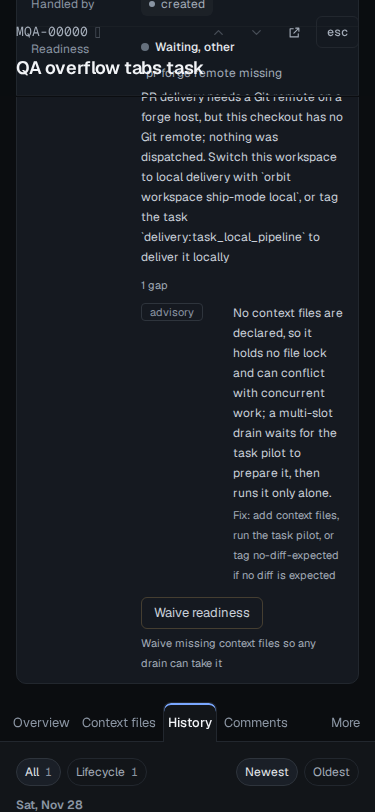 Handled by
created
MQA-00000
esc
Readiness
Waiting, other
QA overflow tabs task
pr forge remote missing
PR delivery needs a Git remote on a
forge host, but this checkout has no
Git remote; nothing was
dispatched. Switch this workspace
to local delivery with `orbit
workspace ship-mode local`, or tag
the task
`delivery:task_local_pipeline` to
deliver it locally
1 gap
advisory
No context files are
declared, so it
holds no file lock
and can conflict
with concurrent
work; a multi-slot
drain waits for the
task pilot to
prepare it, then
runs it only alone.
Fix: add context files,
run the task pilot, or
tag no-diff-expected
if no diff is expected
Waive readiness
Waive missing context files so any
drain can take it
Overview
Context files
History
Comments
More
All 1
Lifecycle 1
Newest
Oldest
Sat, Nov 28